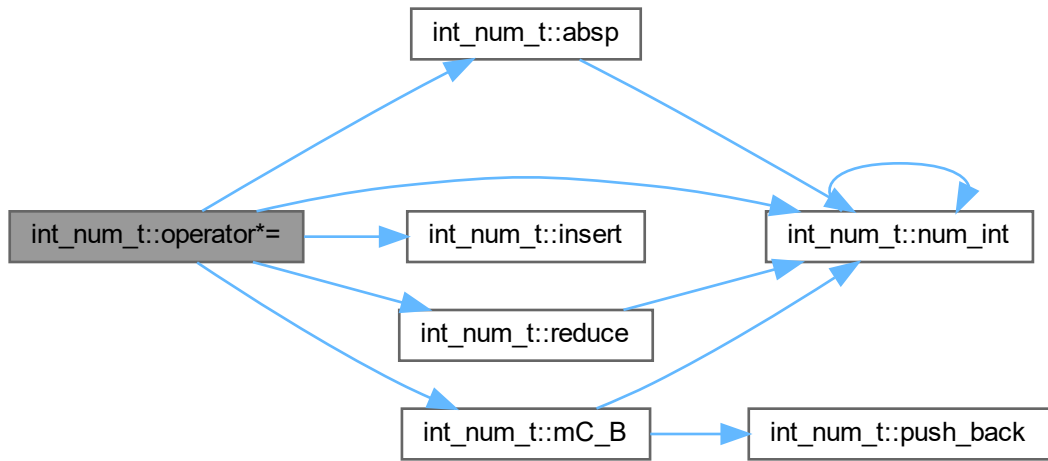 int_num_t::absp
int_num_t::operator*=
int_num_t::insert
int_num_t::num_int
int_num_t::reduce
int_num_t::mC_B
int_num_t::push_back